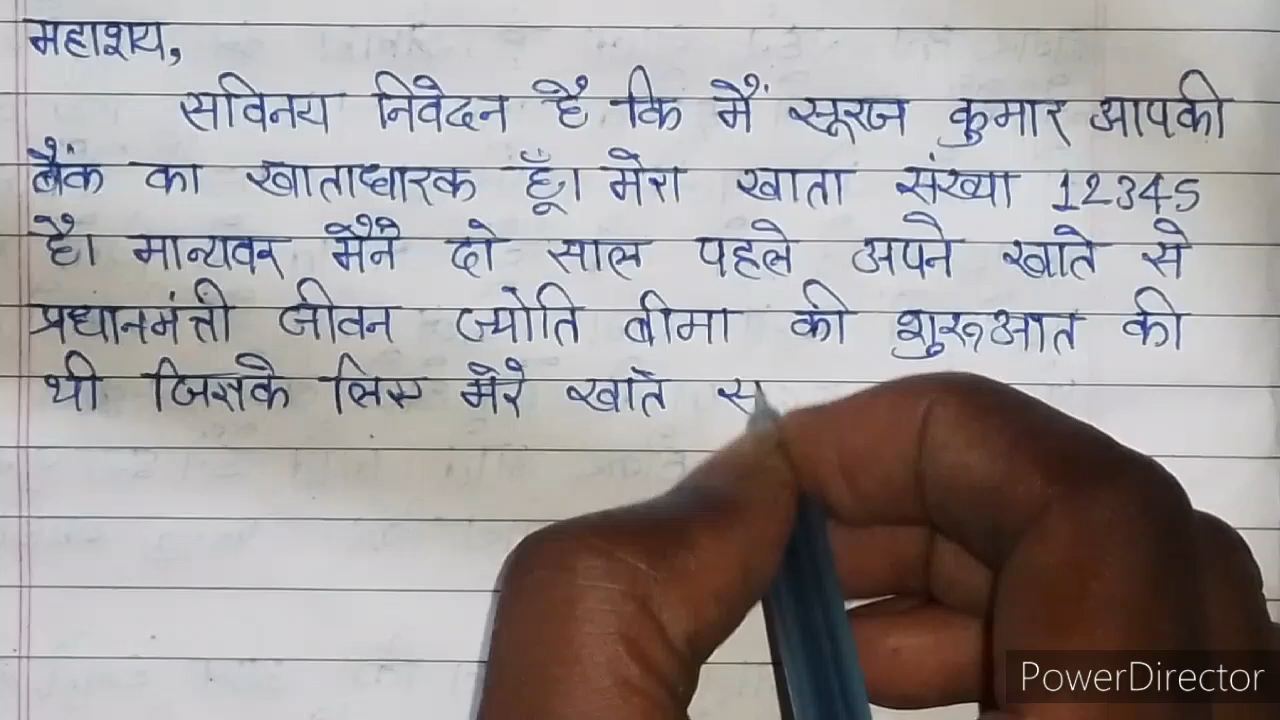 महाशय,
सविनय निवेदन है कि मैं सूरज कुमार आपकी
बैंक का खाताधारक हूँ। मेरा खाता संख्या 12345
है। मान्यवर मैंने दो साल पहले अपने खाते से
प्रधानमंत्री जीवन ज्योति बीमा की शुरुआत की
थी जिसके लिए मेरे खाते स
PowerDirector